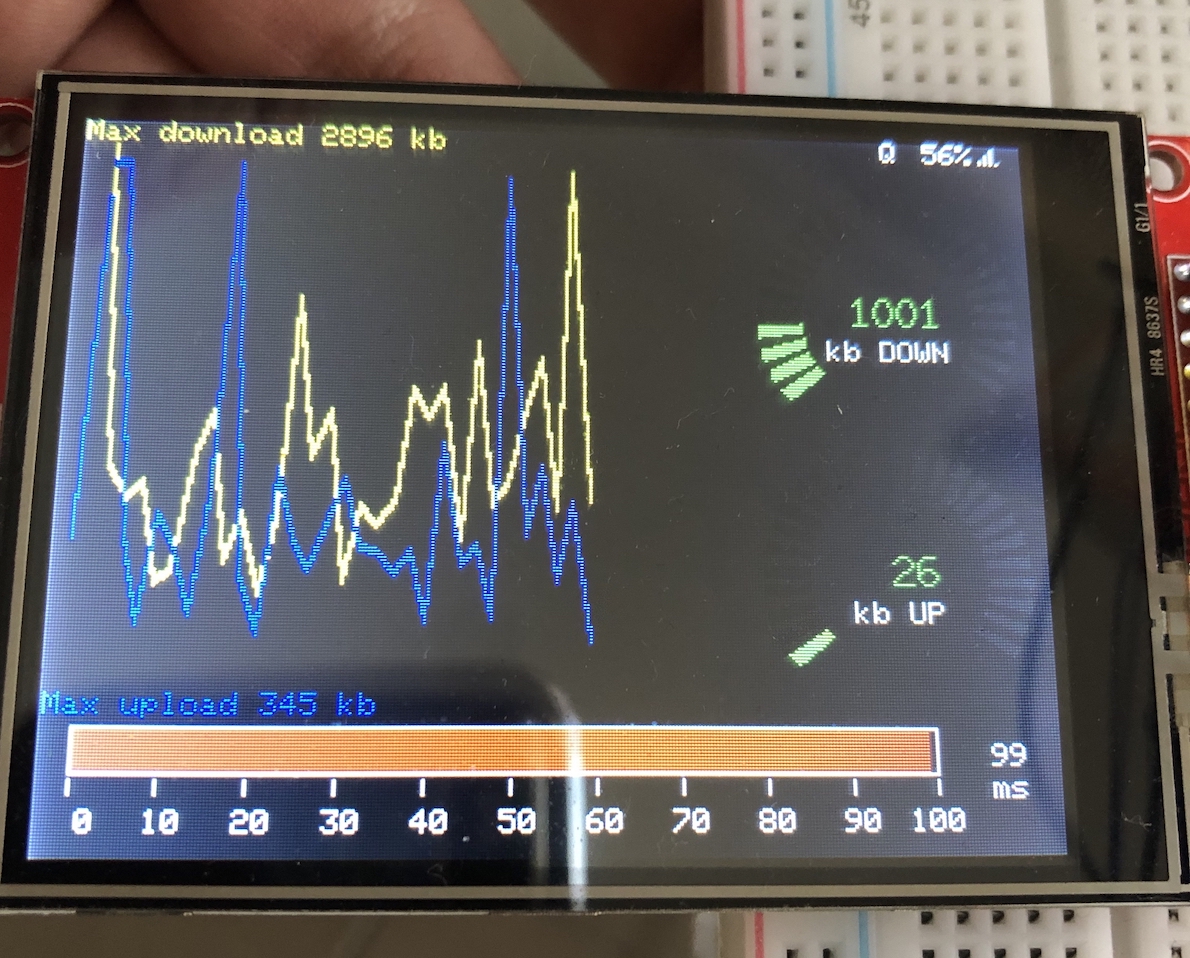 45
Max download 2896 kb
Q 56%
G1/1
1001
kb DOWN
HR4 8637S
26
kb UP
Max upload 345 kb
99
ms
0 10 20 30 40 50 60 70 80 90 100